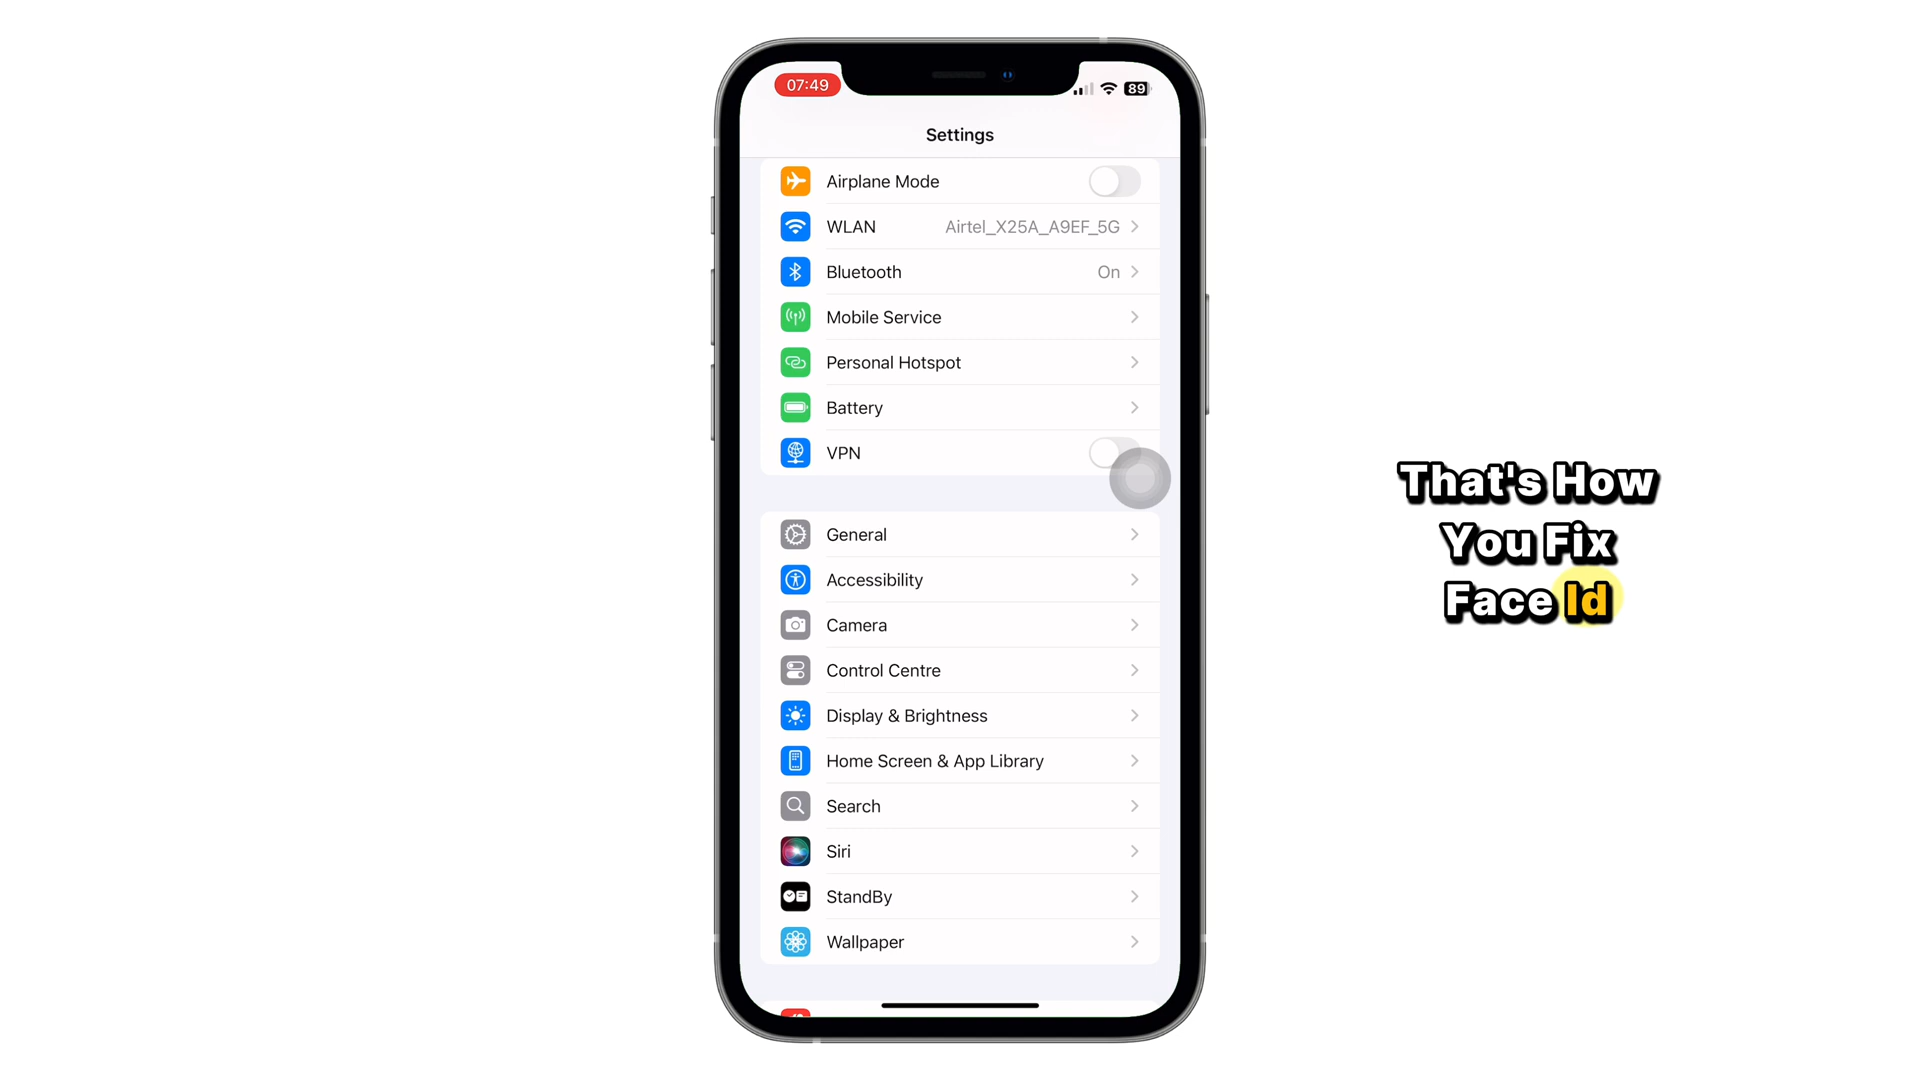 07:49
89
Settings
Airplane Mode
WLAN Airtel_X25A_A9EF_5G
Bluetooth On
Mobile Service
Personal Hotspot
Battery
VPN
General
Accessibility
Camera
Control Centre
Display & Brightness
Home Screen & App Library
Search
Siri
StandBy
Wallpaper
That's How
You Fix
Face Id